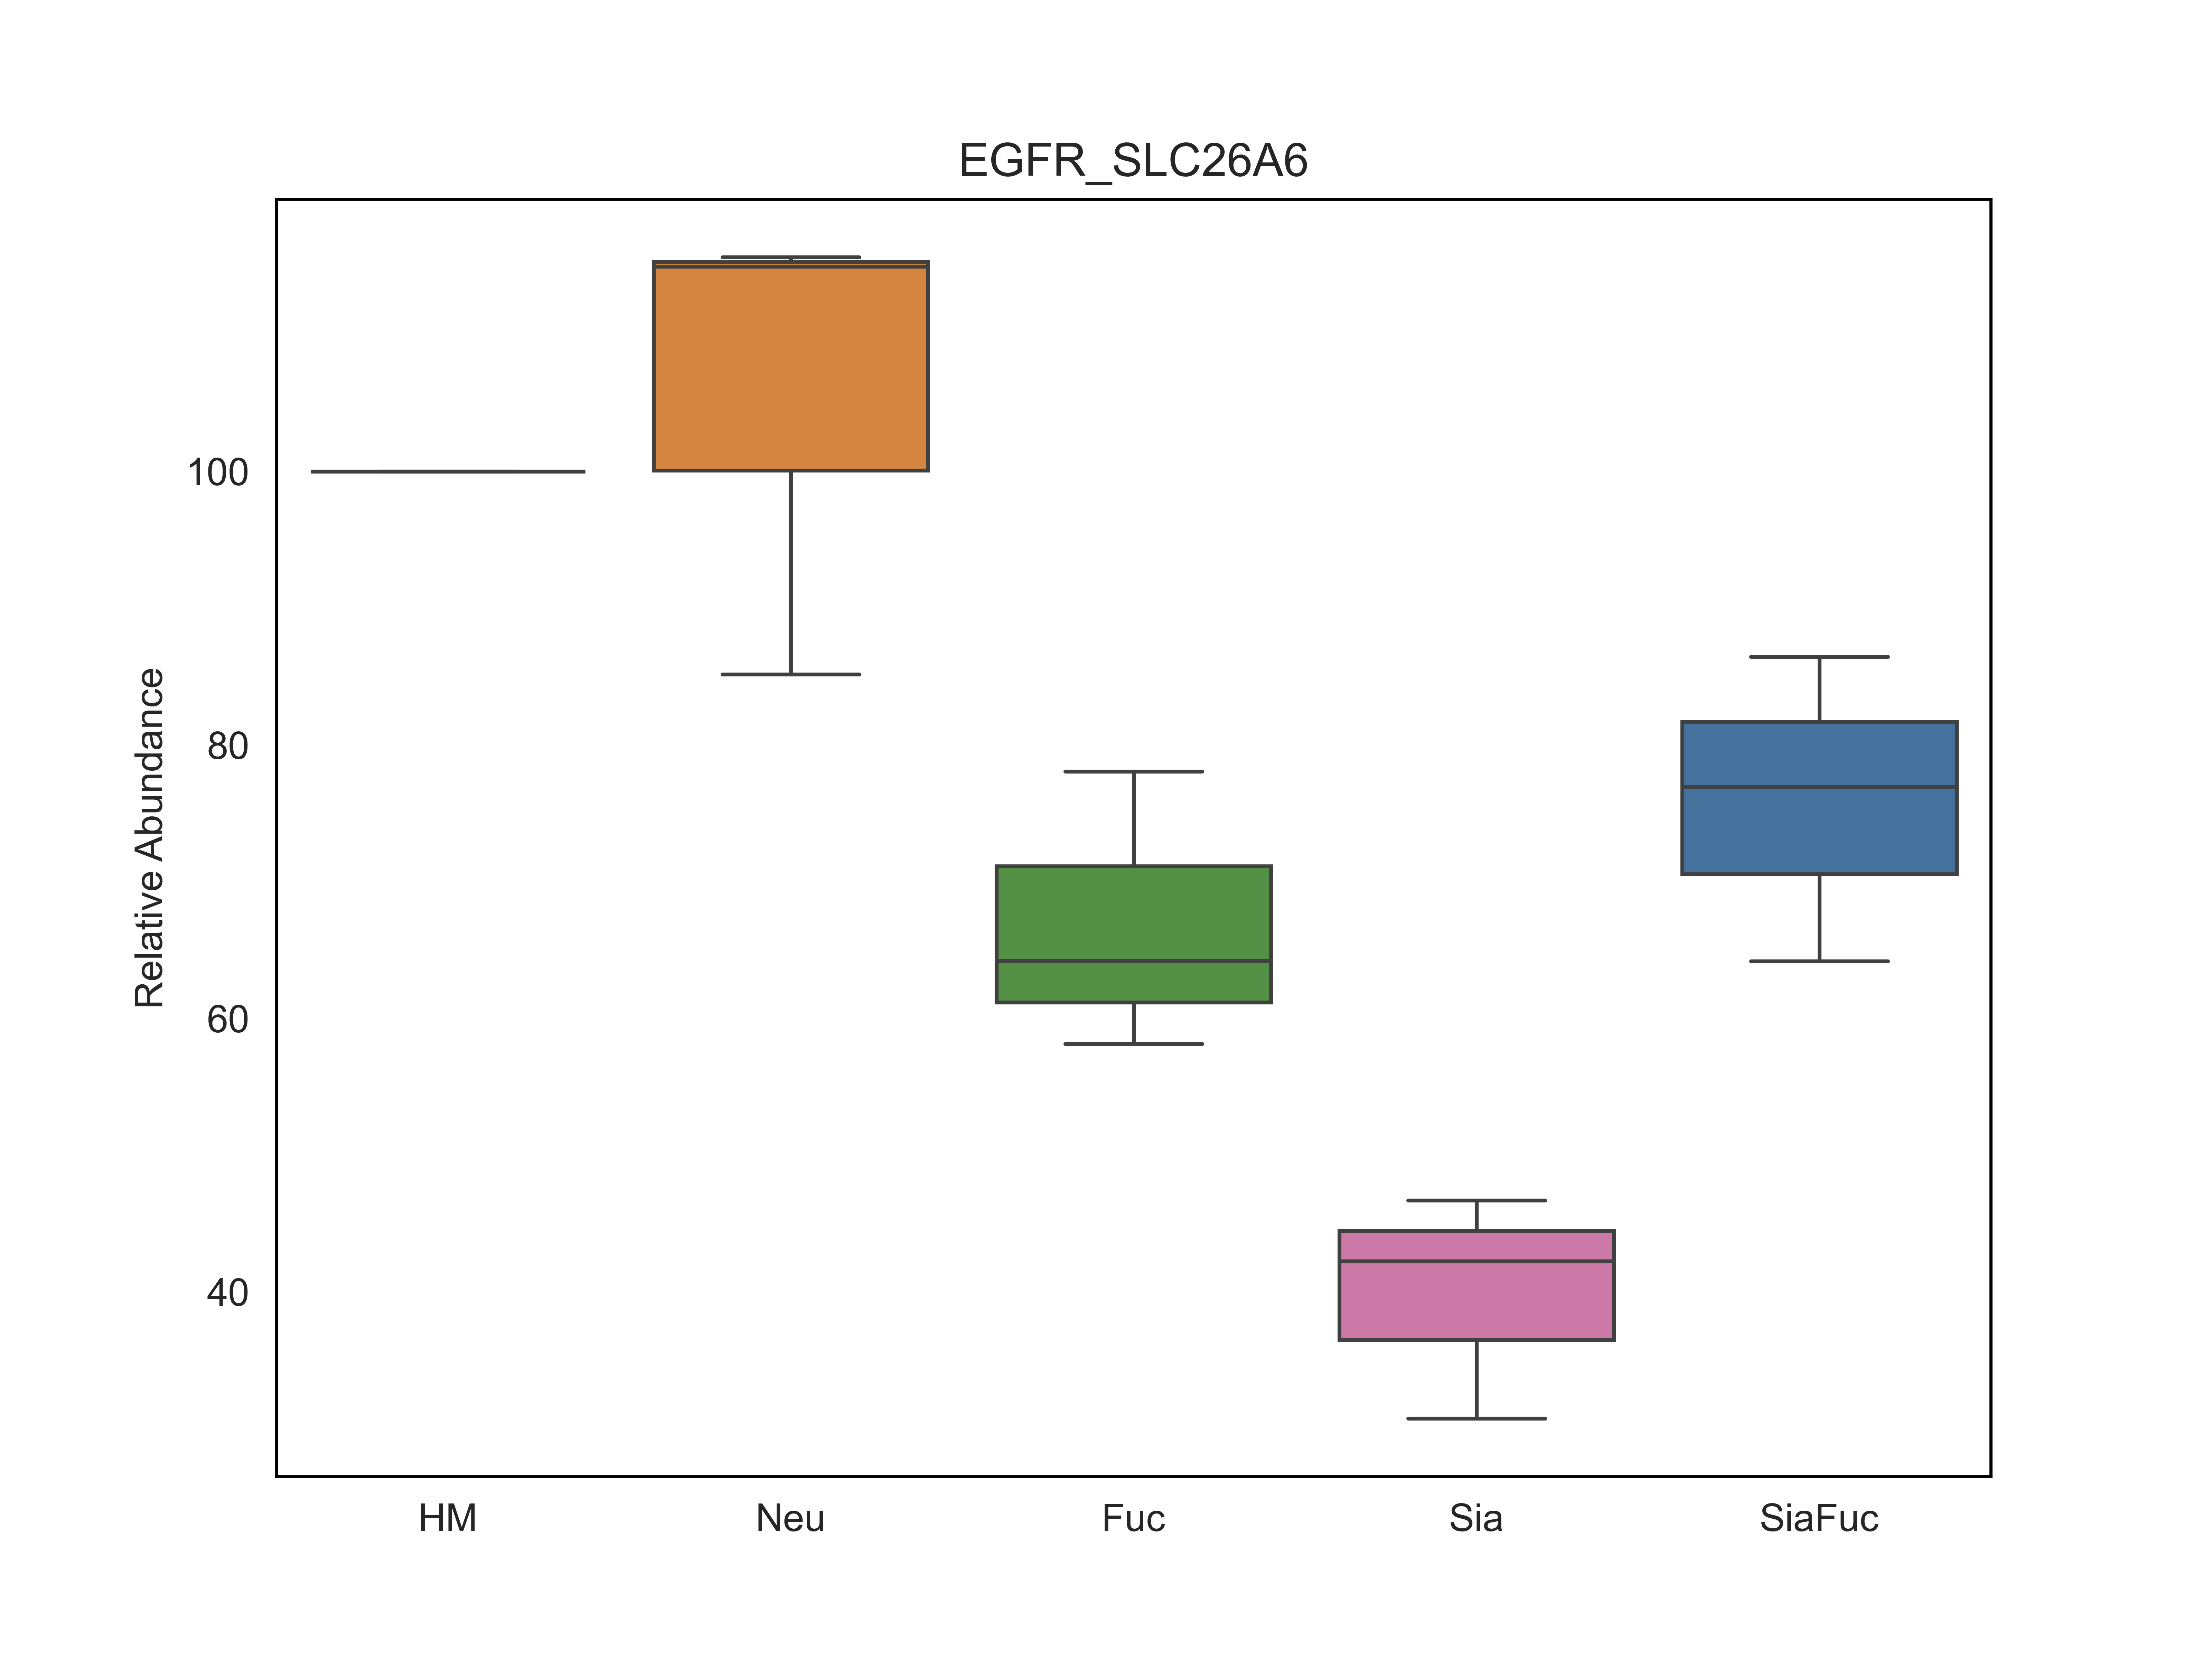 EGFR_SLC26A6
Relative Abundance
100
80
60
40
HM
Neu
Fuc
Sia
SiaFuc